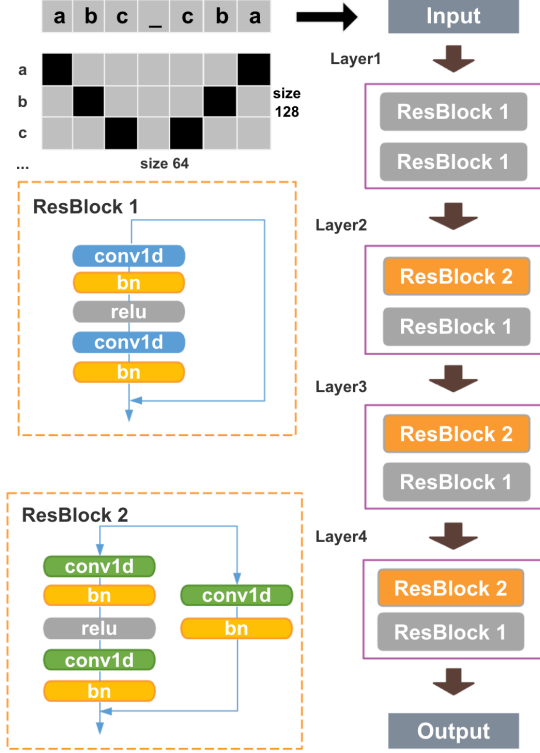 a b c _ c b a
a
b
c
...
size 128
size 64
Input
Layer1
ResBlock 1
ResBlock 1
Layer2
ResBlock 2
ResBlock 1
Layer3
ResBlock 2
ResBlock 1
Layer4
ResBlock 2
ResBlock 1
Output
ResBlock 1
conv1d
bn
relu
conv1d
bn
ResBlock 2
conv1d
bn
relu
conv1d
bn
conv1d
bn